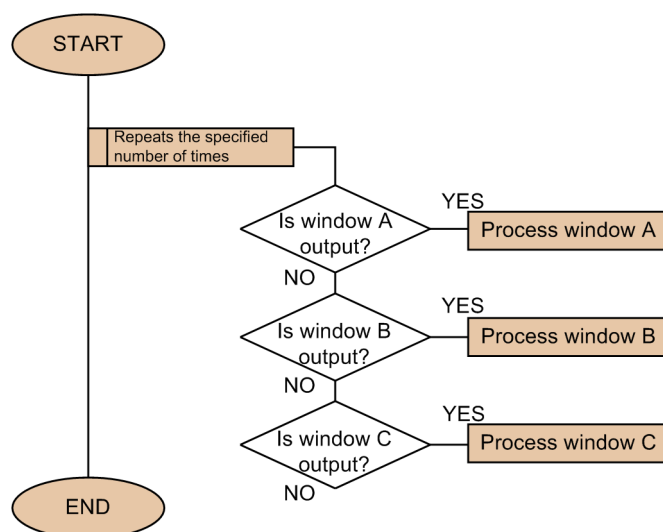 START
Repeats the specified
number of times
YES
Is window A
output?
Process window A
NO
YES
Is window B
output?
Process window B
NO
YES
Is window C
output?
Process window C
NO
END